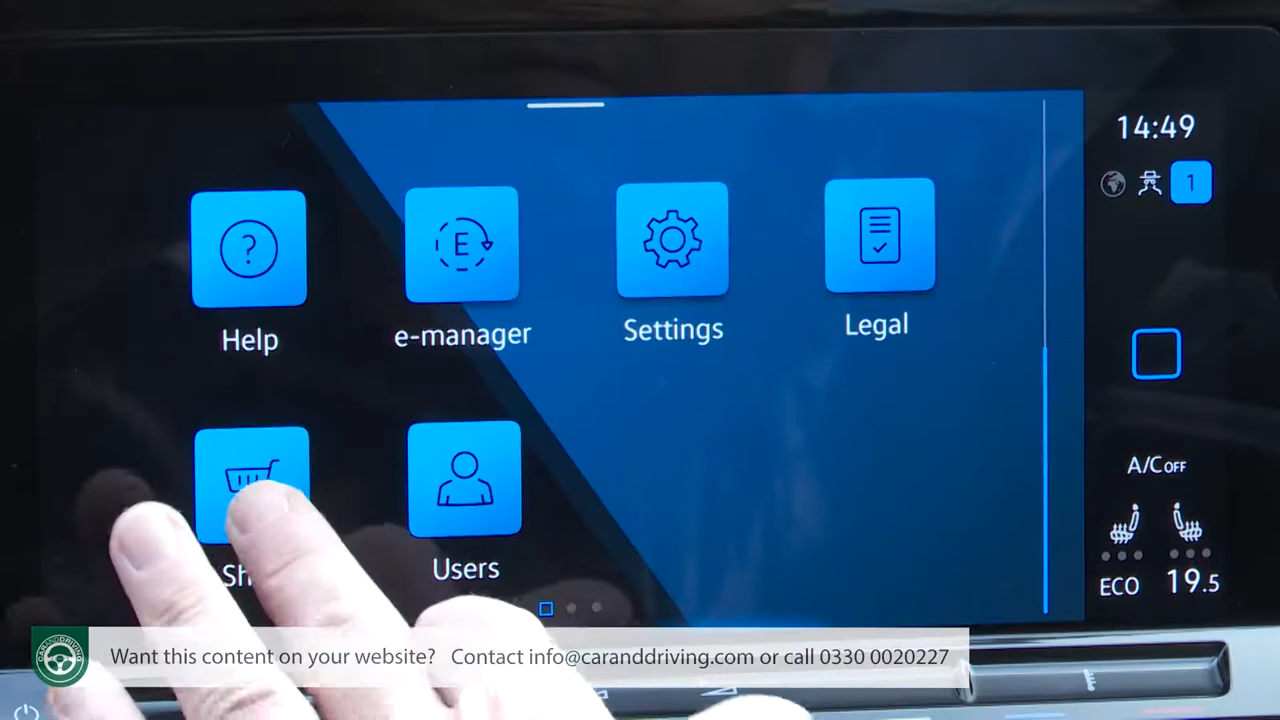 14:49
1
?
E
Help
e-manager
Settings
Legal
A/C OFF
Users
ECO
19.5
CARANDDRIVING
Want this content on your website? Contact info@caranddriving.com or call 0330 0020227